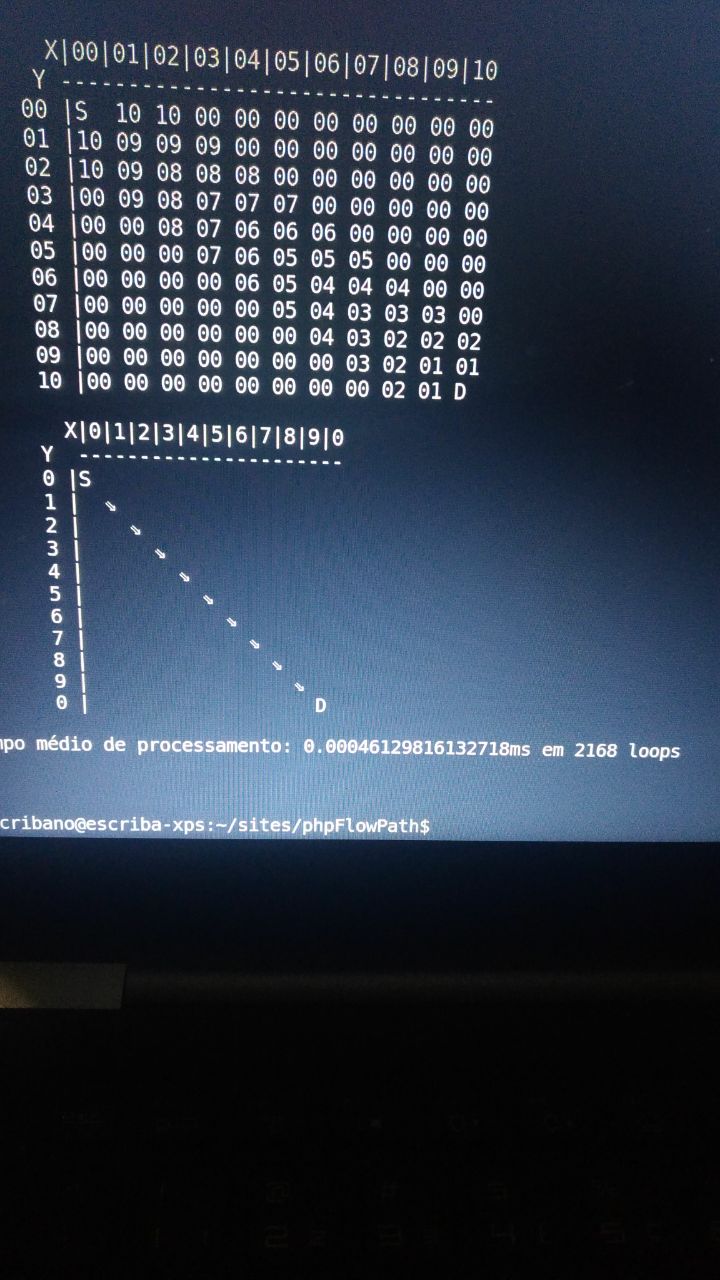 X|00|01|02|03|04|05|06|07|08|09|10
Y ---------------------------------
00 |S  10 10 00 00 00 00 00 00 00 00
01 |10 09 09 09 00 00 00 00 00 00 00
02 |10 09 08 08 08 00 00 00 00 00 00
03 |00 09 08 07 07 07 00 00 00 00 00
04 |00 00 08 07 06 06 06 00 00 00 00
05 |00 00 00 07 06 05 05 05 00 00 00
06 |00 00 00 00 06 05 04 04 04 00 00
07 |00 00 00 00 00 05 04 03 03 03 00
08 |00 00 00 00 00 00 04 03 02 02 02
09 |00 00 00 00 00 00 00 03 02 01 01
10 |00 00 00 00 00 00 00 00 02 01 D
X|0|1|2|3|4|5|6|7|8|9|0
Y ----------------------
0 |S
1 | ⇘
2 | ⇘
3 | ⇘
4 | ⇘
5 | ⇘
6 | ⇘
7 | ⇘
8 | ⇘
9 | ⇘
0 | D
mpo médio de processamento: 0.00046129816132718ms em 2168 loops
cribano@escriba-xps:~/sites/phpFlowPath$